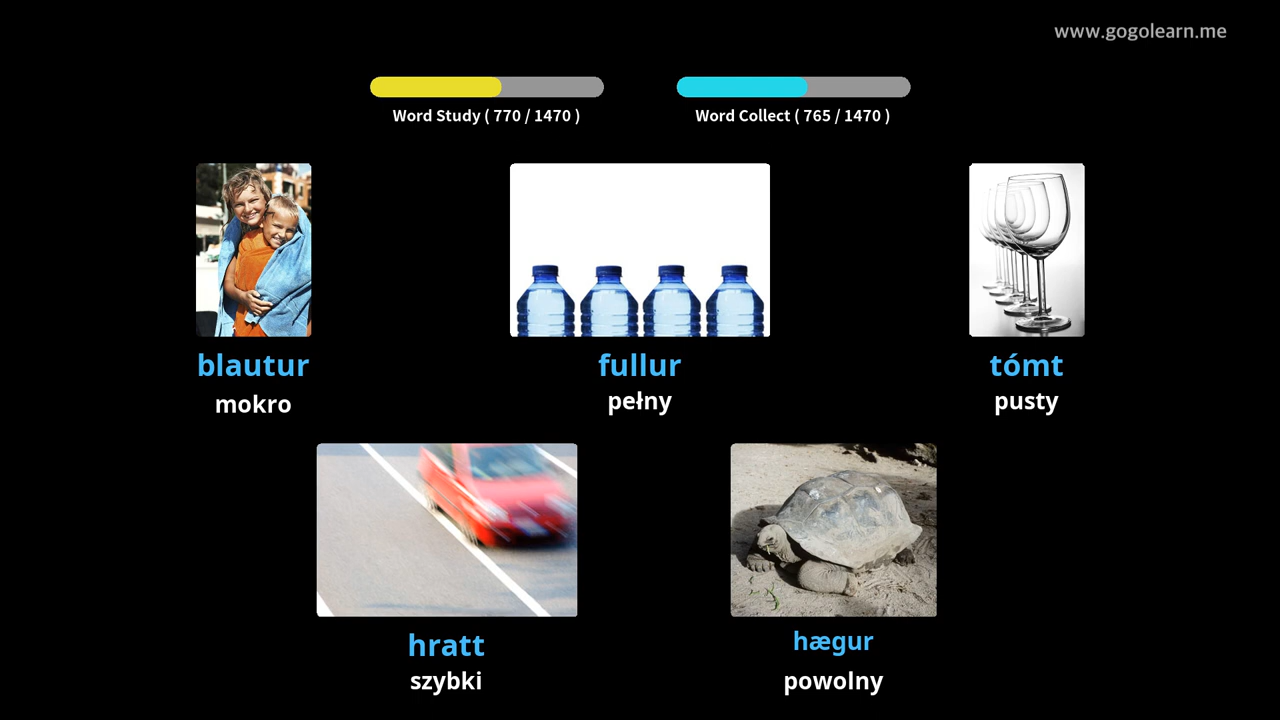 www.gogolearn.me
Word Study ( 770 / 1470 )
Word Collect ( 765 / 1470 )
blautur
mokro
fullur
pełny
tómt
pusty
hratt
szybki
hægur
powolny